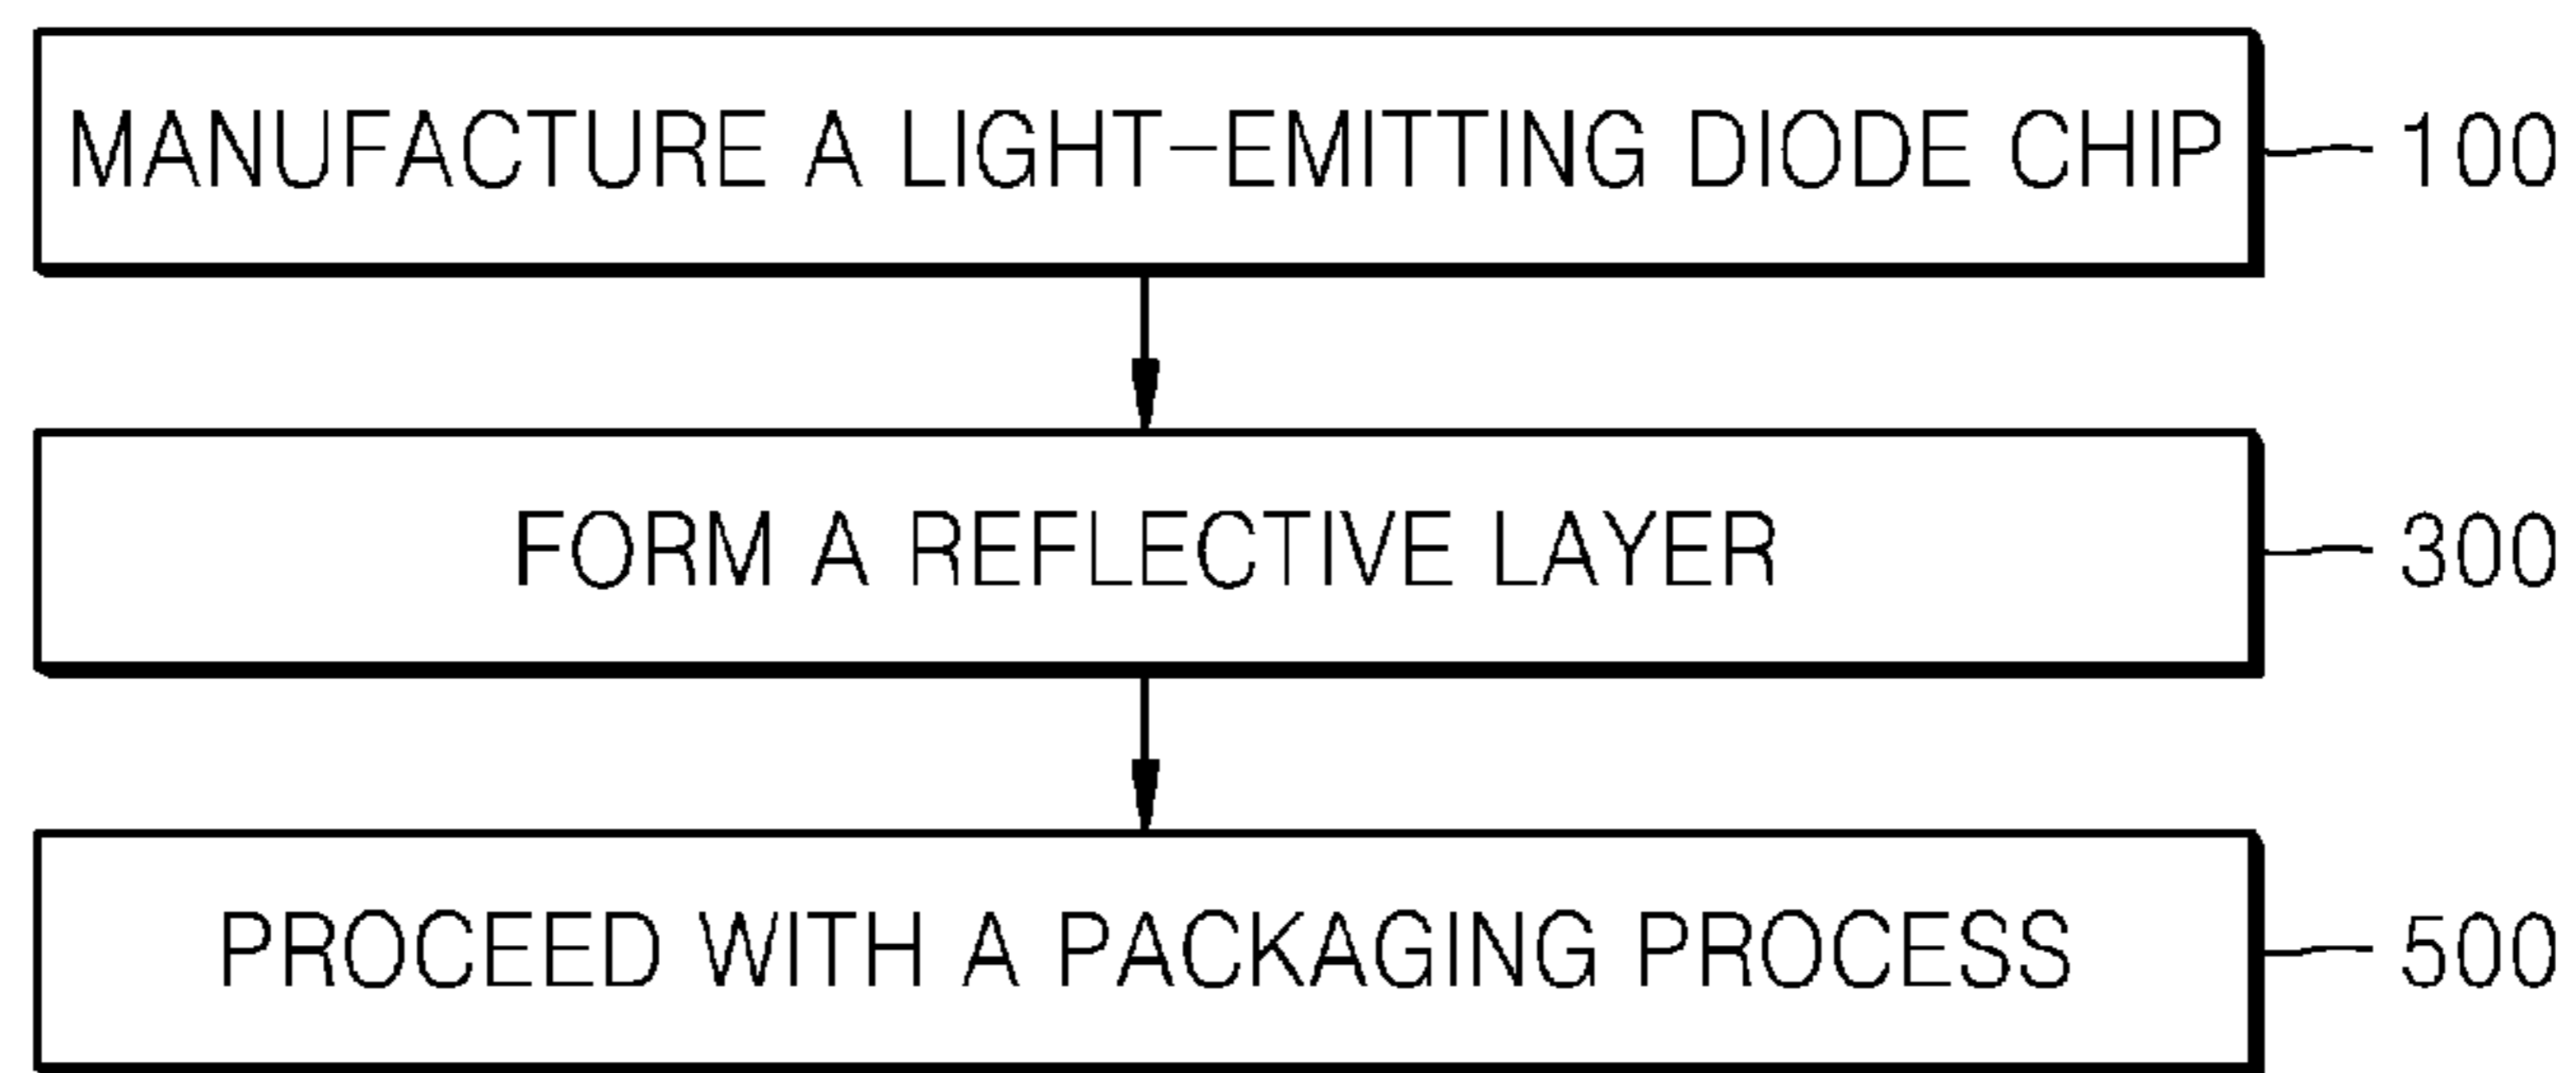 MANUFACTURE A LIGHT-EMITTING DIODE CHIP 100
FORM A REFLECTIVE LAYER 300
PROCEED WITH A PACKAGING PROCESS 500